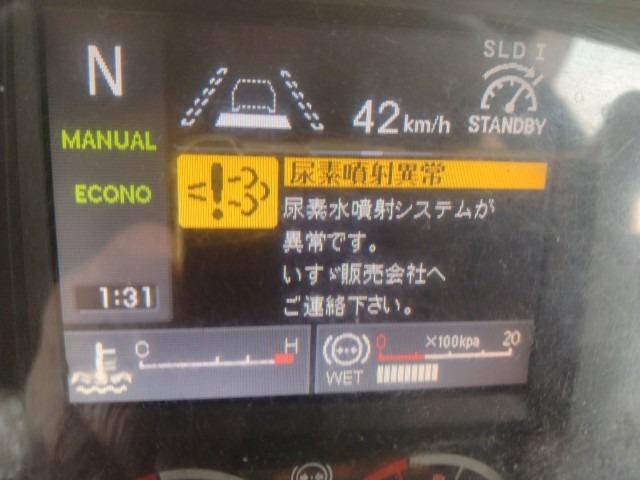 N
SLD I
42 km/h
STANDBY
MANUAL
ECONO
尿素噴射異常
尿素水噴射システムが
異常です。
いすゞ販売会社へ
ご連絡下さい。
1:31
C H
0 ×100kpa 20
WET